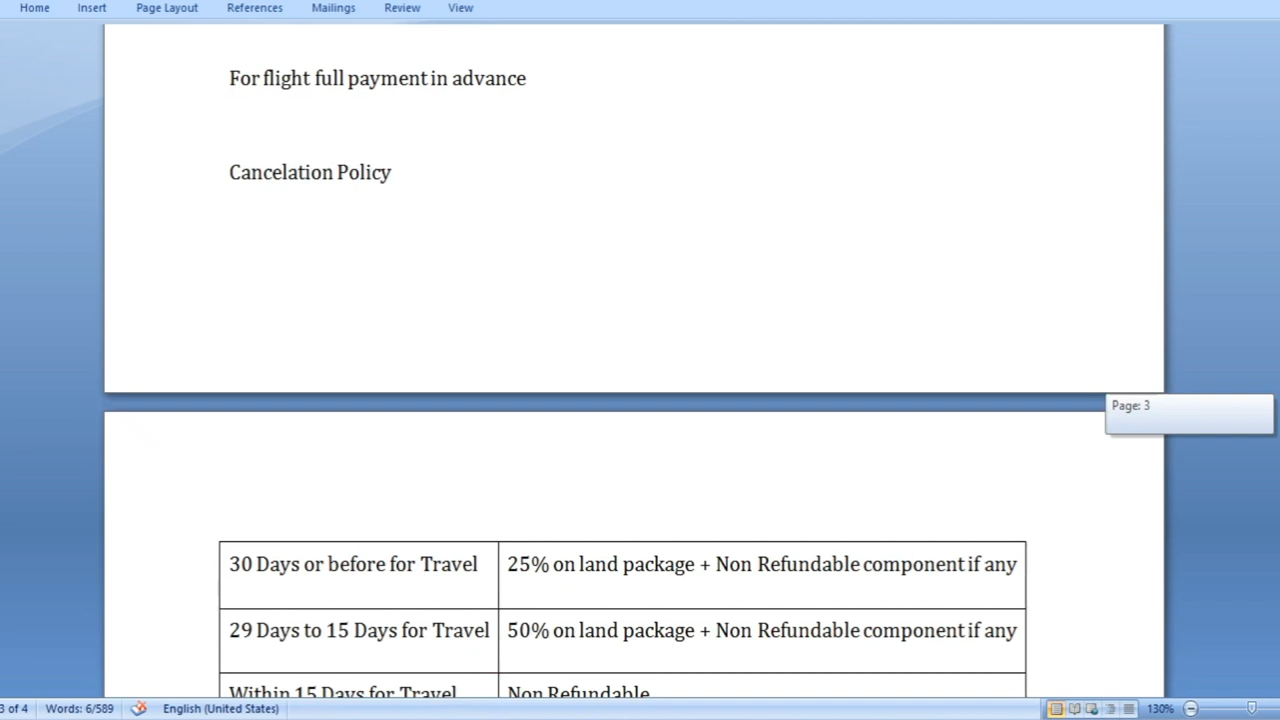 Home Insert Page Layout References Mailings Review View
For flight full payment in advance
Cancelation Policy
Page: 3
30 Days or before for Travel 25% on land package + Non Refundable component if any
29 Days to 15 Days for Travel 50% on land package + Non Refundable component if any
Within 15 Days for Travel Non Refundable
3 of 4 Words: 6/589 English (United States) 130%